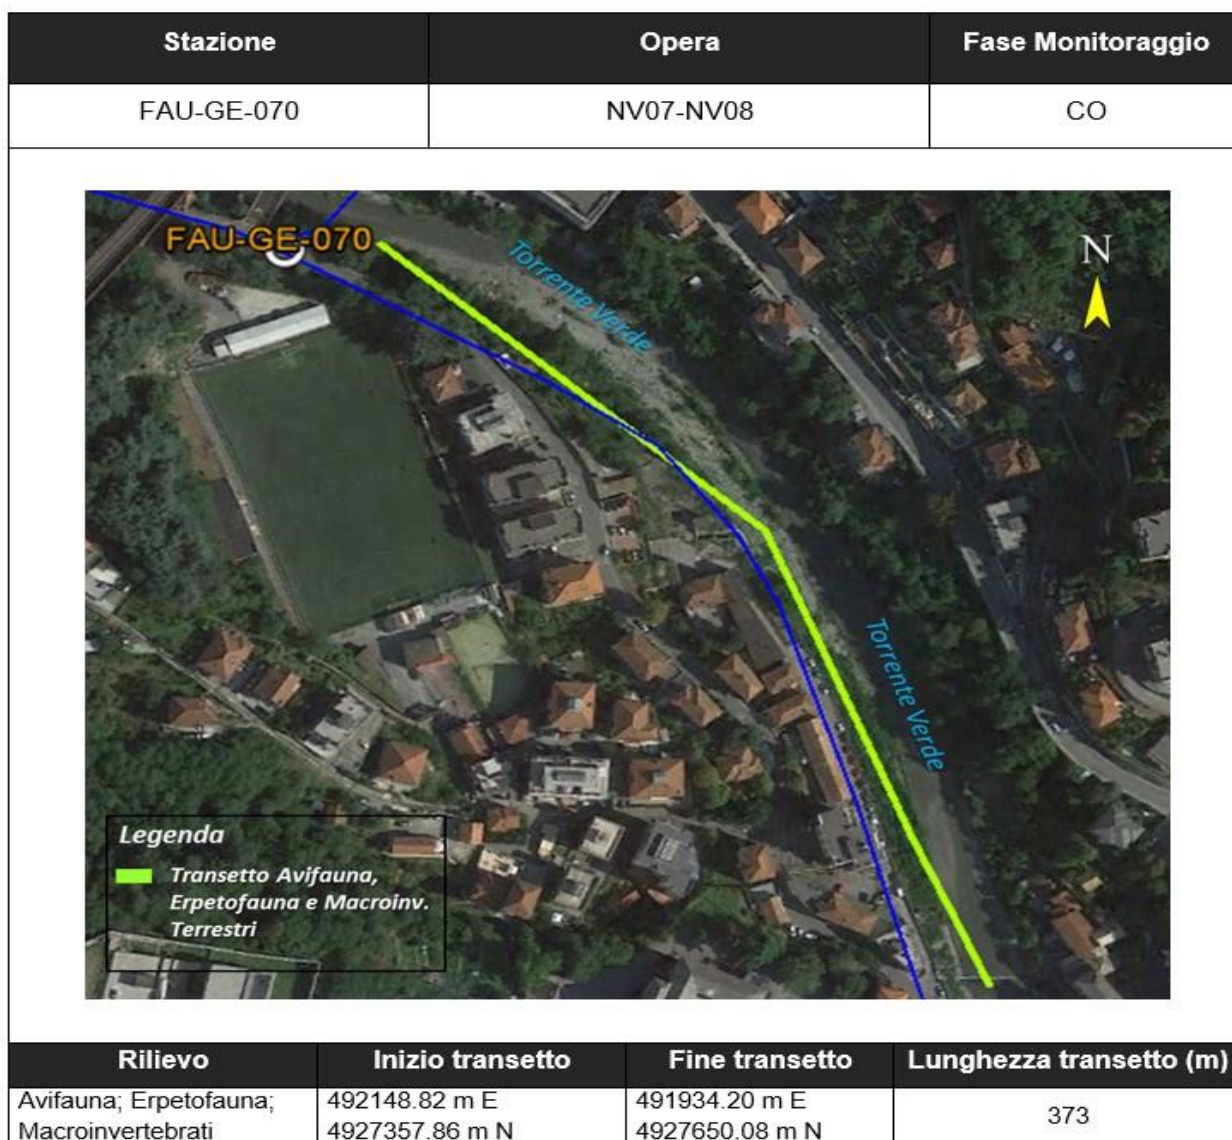 Stazione Opera Fase Monitoraggio
FAU-GE-070 NV07-NV08 CO
FAU-GE-070
Torrente Verde
N
Torrente Verde
Legenda
Transetto Avifauna,
Erpetofauna e Macroinv.
Terrestri
Rilievo Inizio transetto Fine transetto Lunghezza transetto (m)
Avifauna; Erpetofauna; 492148.82 m E 491934.20 m E 373
Macroinvertebrati 4927357.86 m N 4927650.08 m N